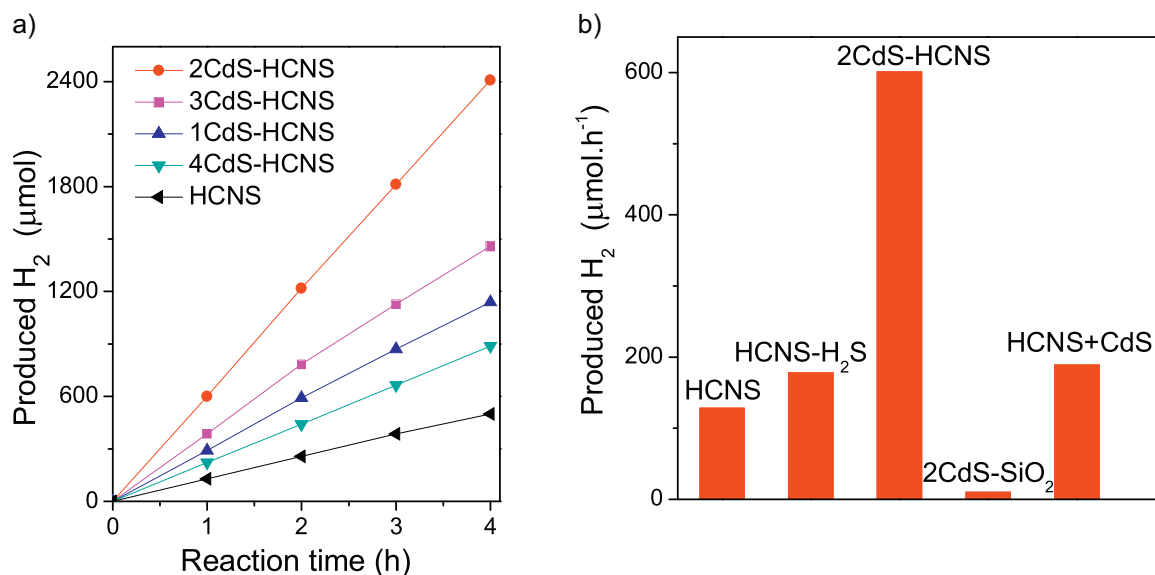 a)
2CdS-HCNS
3CdS-HCNS
1CdS-HCNS
4CdS-HCNS
HCNS
Produced H₂ (μmol)
2400
1800
1200
600
0
0 1 2 3 4
Reaction time (h)
b)
Produced H₂ (μmol.h⁻¹)
600
400
200
0
2CdS-HCNS
HCNS-H₂S
HCNS+CdS
HCNS
2CdS-SiO₂